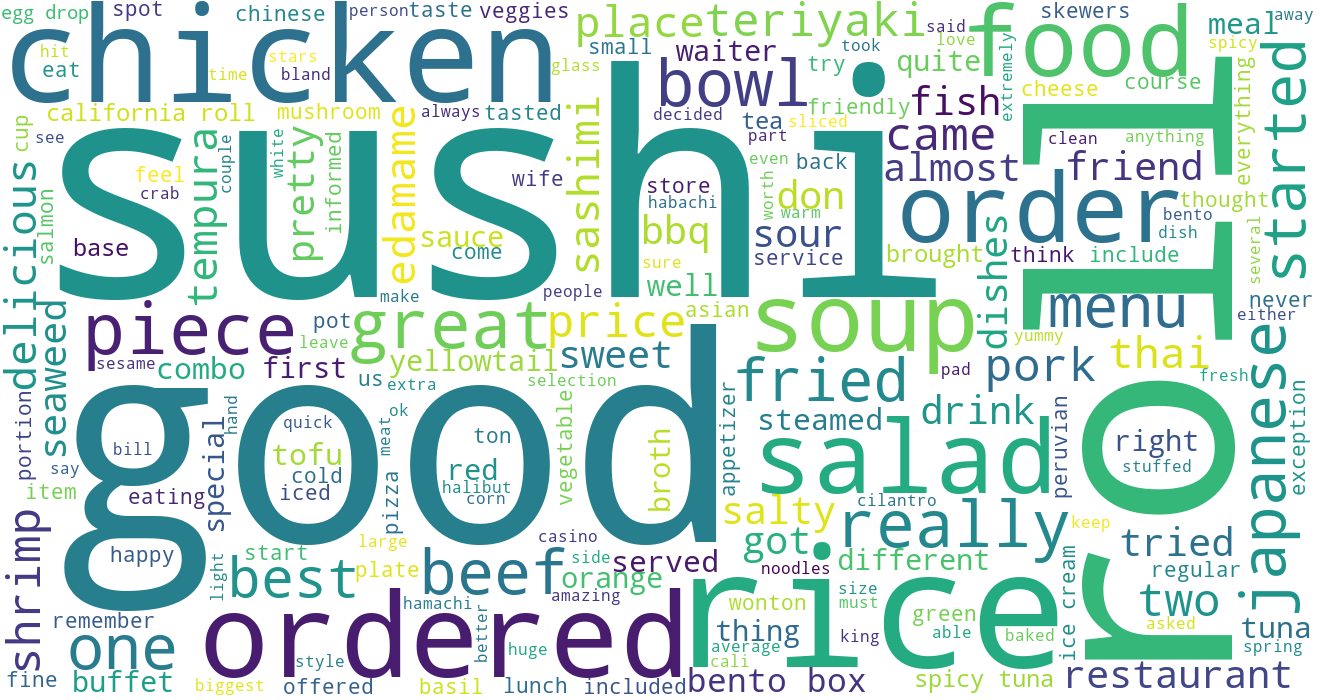 egg drop
spot
chinese
person
taste
veggies
place
teriyaki
said
food
skewers
meal
away
chicken
hit
eat
time
stars
bland
small
waiter
took
love
spicy
glass
bowl
try
quite
extremely
cheese
course
everything
started
california roll
mushroom
always
tasted
decided
friendly
fish
cup
see
tempura
couple
white
pretty
informed
edamame
sashimi
tea
sliced
part
came
clean
anything
roll
feel
crab
wife
store
habachi
even
worth
warm
back
almost
friend
don
order
thought
bento
dish
delicious
salmon
base
sushi
sauce
come
bbq
sour
service
brought
dishes
think
include
several
sure
well
make
people
asian
never
either
seaweed
piece
pot
great
price
soup
menu
japanese
sesame
leave
yellowtail
sweet
yummy
thai
combo
first
us
extra
selection
fried
pad
pork
fresh
shrimp
portion
say
item
special
hand
good
quick
bill
tofu
cold
iced
eating
happy
meat
ok
pizza
ton
red
halibut
corn
vegetable
broth
appetizer
steamed
drink
salad
peruvian
right
stuffed
exception
salty
cilantro
really
keep
light
start
best
large
plate
beef
casino
side
served
orange
got
noodles
different
tried
regular
remember
one
ordered
hamachi
amazing
better
rice
wonton
size
must
green
able
baked
ice cream
two
asked
tuna
spring
thing
average
cali
king
fine
buffet
biggest
style
offered
huge
basil
lunch
included
bento box
spicy tuna
restaurant